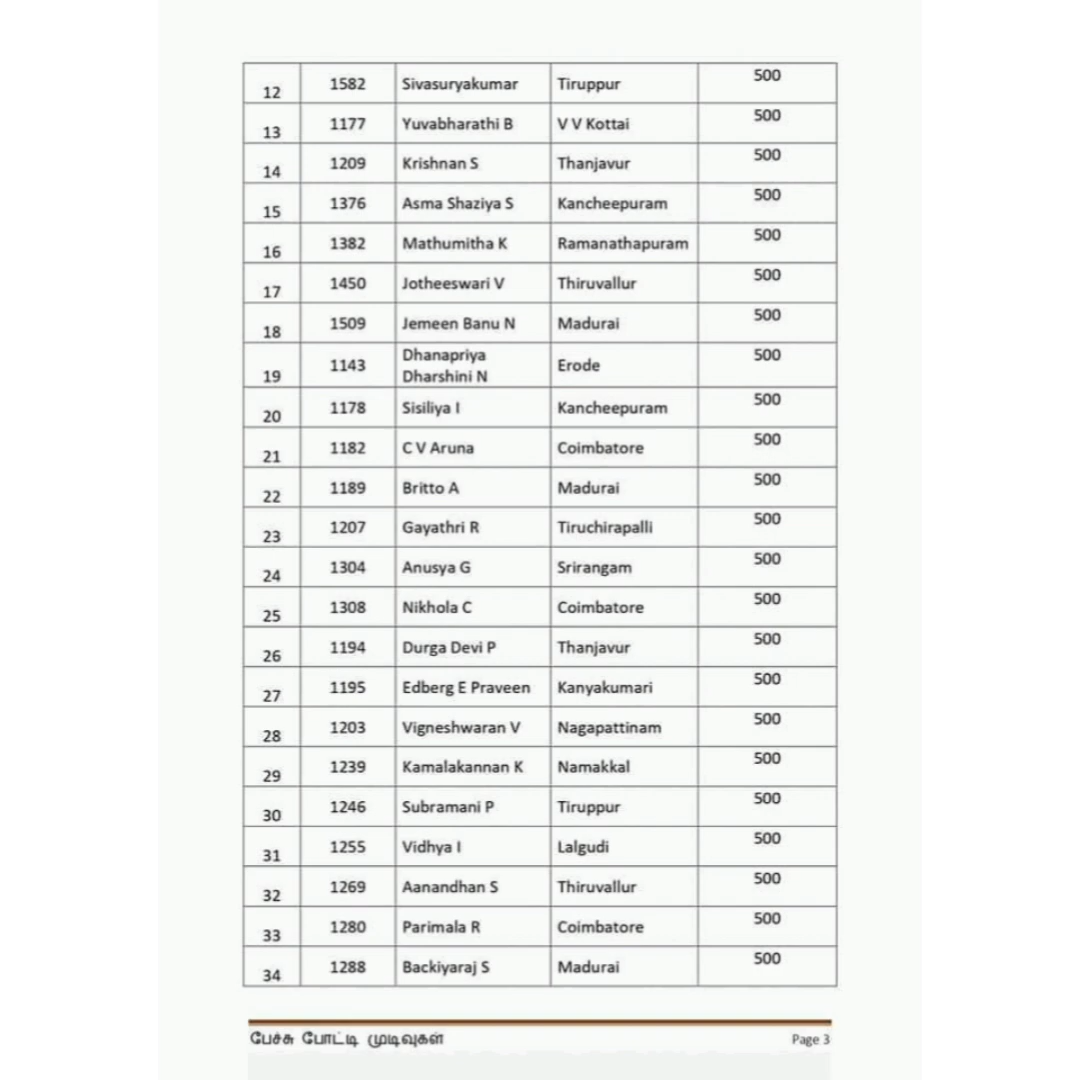 12 1582 Sivasuryakumar Tiruppur 500
13 1177 Yuvabharathi B V V Kottai 500
14 1209 Krishnan S Thanjavur 500
15 1376 Asma Shaziya S Kancheepuram 500
16 1382 Mathumitha K Ramanathapuram 500
17 1450 Jotheeswari V Thiruvallur 500
18 1509 Jemeen Banu N Madurai 500
19 1143 Dhanapriya Erode 500
Dharshini N
20 1178 Sisiliya I Kancheepuram 500
21 1182 C V Aruna Coimbatore 500
22 1189 Britto A Madurai 500
23 1207 Gayathri R Tiruchirapalli 500
24 1304 Anusya G Srirangam 500
25 1308 Nikhola C Coimbatore 500
26 1194 Durga Devi P Thanjavur 500
27 1195 Edberg E Praveen Kanyakumari 500
28 1203 Vigneshwaran V Nagapattinam 500
29 1239 Kamalakannan K Namakkal 500
30 1246 Subramani P Tiruppur 500
31 1255 Vidhya I Lalgudi 500
32 1269 Aanandhan S Thiruvallur 500
33 1280 Parimala R Coimbatore 500
34 1288 Backiyaraj S Madurai 500
பேச்சு போட்டி முடிவுகள் Page 3